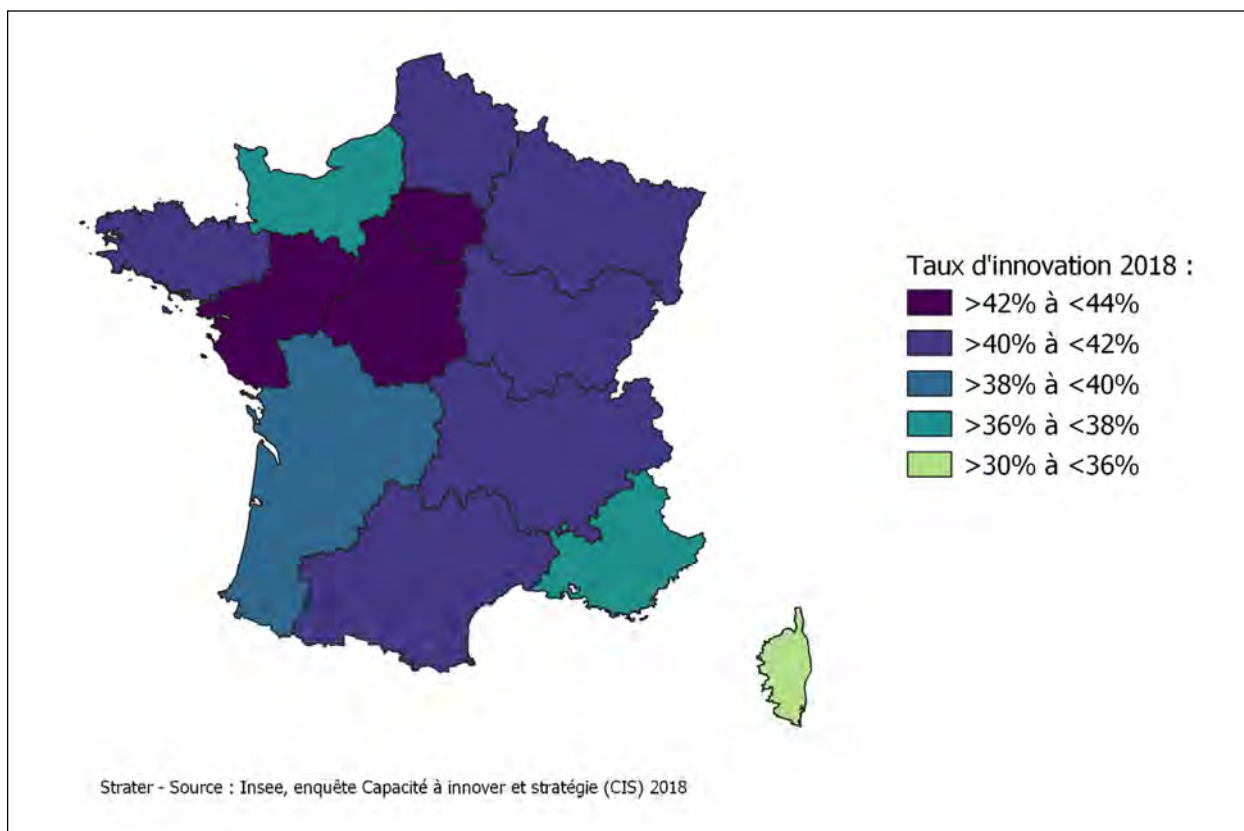 Taux d'innovation 2018 :
>42% à <44%
>40% à <42%
>38% à <40%
>36% à <38%
>30% à <36%
Strater - Source : Insee, enquête Capacité à innover et stratégie (CIS) 2018